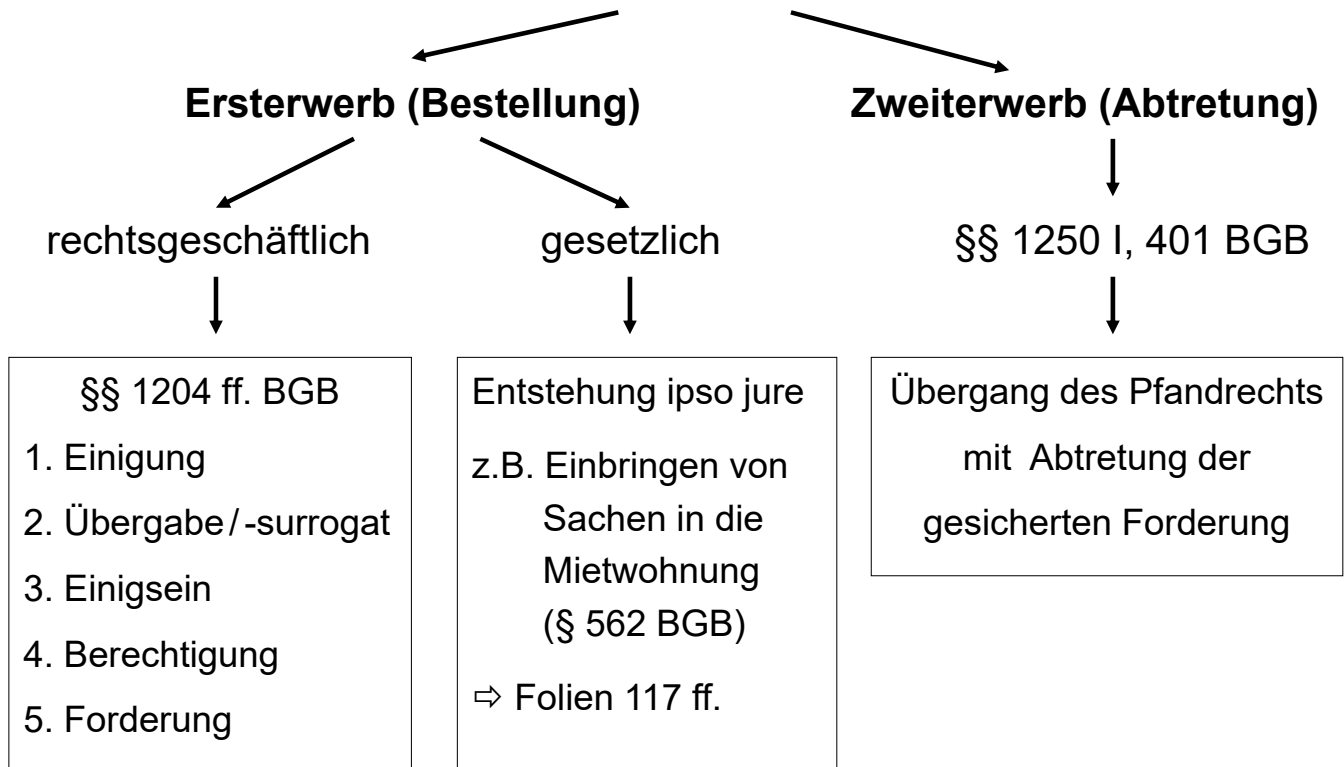 Ersterwerb (Bestellung)
Zweiterwerb (Abtretung)
rechtsgeschäftlich
gesetzlich
§§ 1250 I, 401 BGB
§§ 1204 ff. BGB
1. Einigung
2. Übergabe/-surrogat
3. Einigsein
4. Berechtigung
5. Forderung
Entstehung ipso jure
z.B. Einbringen von
Sachen in die
Mietwohnung
(§ 562 BGB)
⇨ Folien 117 ff.
Übergang des Pfandrechts
mit Abtretung der
gesicherten Forderung